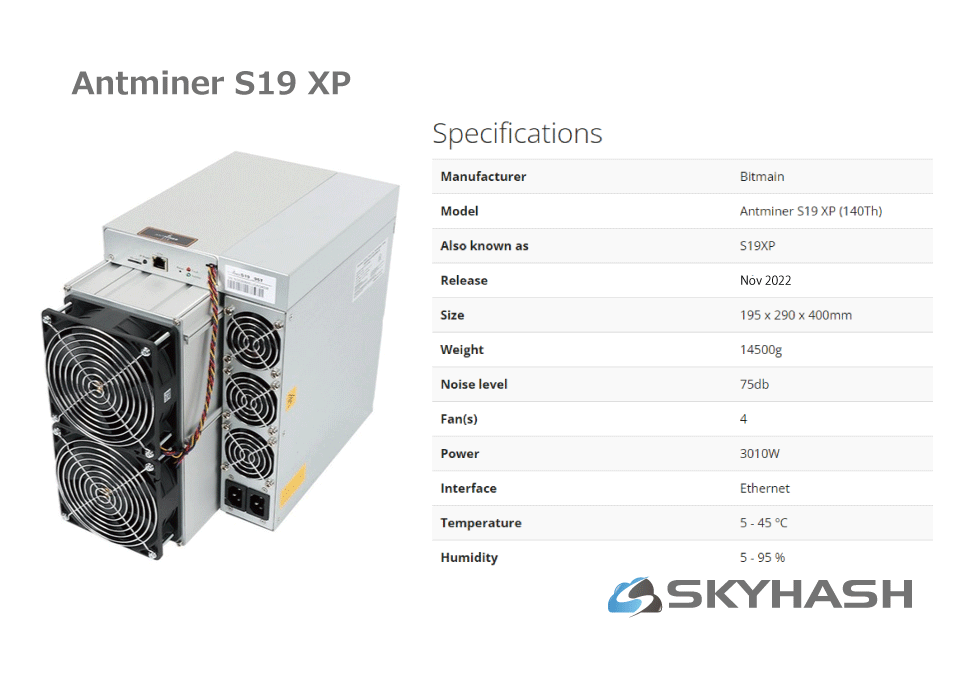 Antminer S19 XP
Specifications
Manufacturer Bitmain
Model Antminer S19 XP (140Th)
Also known as S19XP
Release Nov 2022
Size 195 x 290 x 400mm
Weight 14500g
Noise level 75db
Fan(s) 4
Power 3010W
Interface Ethernet
Temperature 5 - 45 °C
Humidity 5 - 95 %
SKYHASH